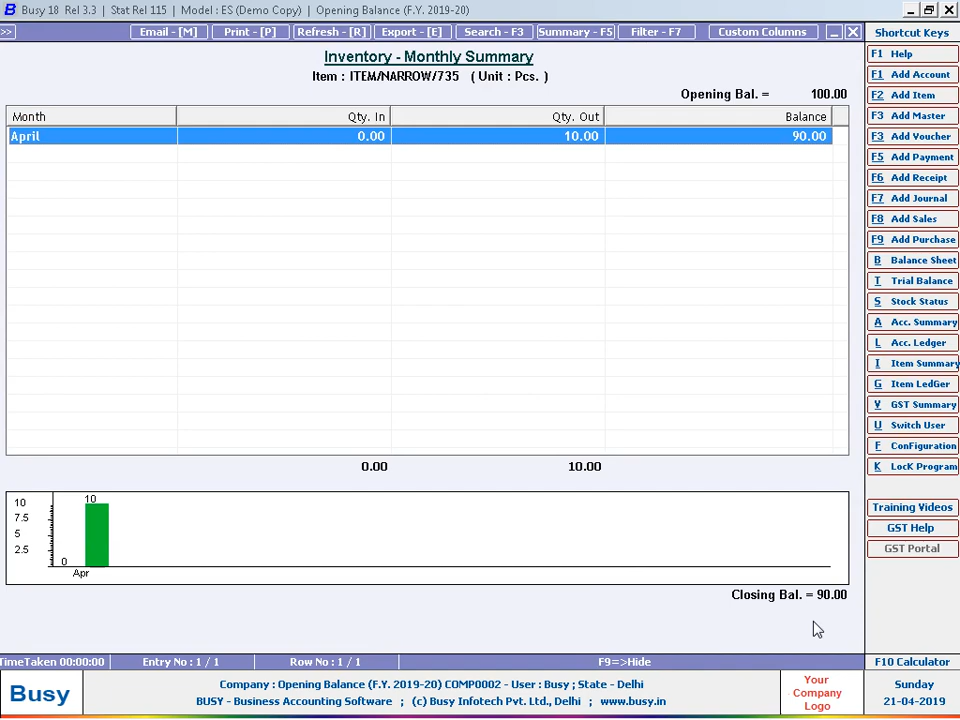 Busy 18 Rel 3.3 | Stat Rel 115 | Model : ES (Demo Copy) | Opening Balance (F.Y. 2019-20)
>> Email - [M] Print - [P] Refresh - [R] Export - [E] Search - F3 Summary - F5 Filter - F7 Custom Columns
Inventory - Monthly Summary
Item : ITEM/NARROW/735 ( Unit : Pcs. )
Opening Bal. = 100.00
Month Qty. In Qty. Out Balance
April 0.00 10.00 90.00
0.00 10.00
10
7.5
5
2.5
0 10
Apr
Closing Bal. = 90.00
TimeTaken 00:00:00 Entry No : 1 / 1 Row No : 1 / 1 F9=>Hide
Shortcut Keys
F1 Help
F1 Add Account
F2 Add Item
F3 Add Master
F3 Add Voucher
F5 Add Payment
F6 Add Receipt
F7 Add Journal
F8 Add Sales
F9 Add Purchase
B Balance Sheet
T Trial Balance
S Stock Status
A Acc. Summary
L Acc. Ledger
I Item Summary
G Item LedGer
V GST Summary
U Switch User
F ConFiguration
K LocK Program
Training Videos
GST Help
GST Portal
F10 Calculator
Busy
Company : Opening Balance (F.Y. 2019-20) COMP0002 - User : Busy ; State - Delhi
BUSY - Business Accounting Software ; (c) Busy Infotech Pvt. Ltd., Delhi ; www.busy.in
Your
Company
Logo
Sunday
21-04-2019